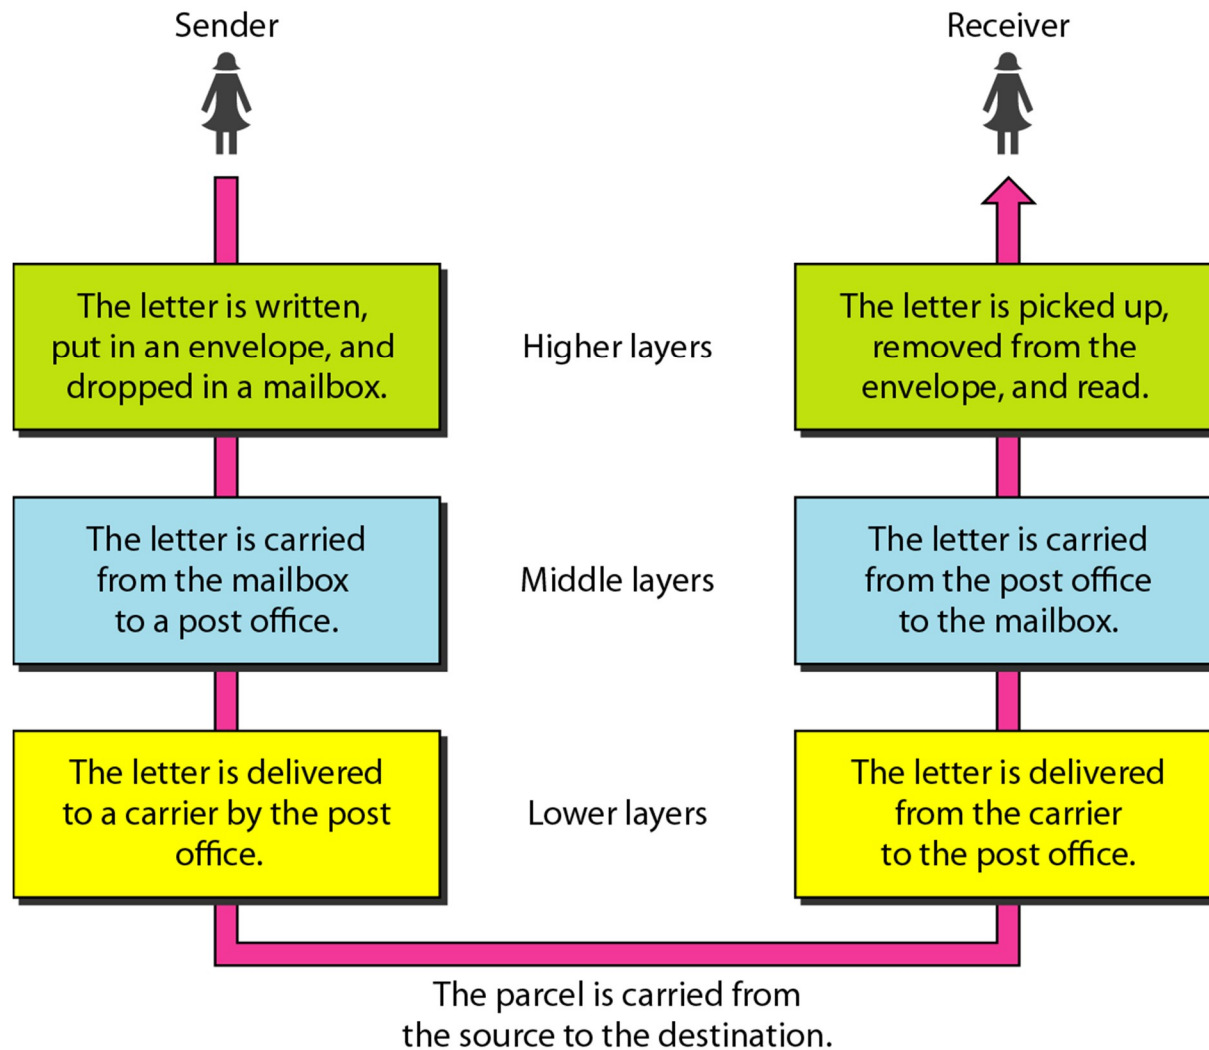 Sender
Receiver
The letter is written,
put in an envelope, and
dropped in a mailbox.
Higher layers
The letter is picked up,
removed from the
envelope, and read.
The letter is carried
from the mailbox
to a post office.
Middle layers
The letter is carried
from the post office
to the mailbox.
The letter is delivered
to a carrier by the post
office.
Lower layers
The letter is delivered
from the carrier
to the post office.
The parcel is carried from
the source to the destination.